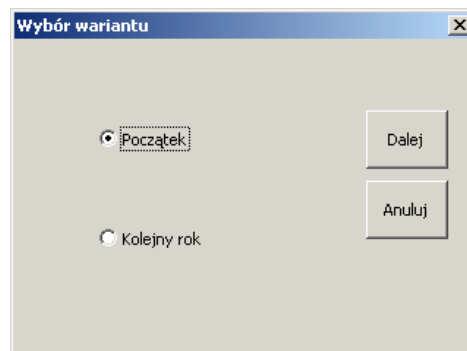 Wybór wariantu
Początek
Dalej
Anuluj
Kolejny rok